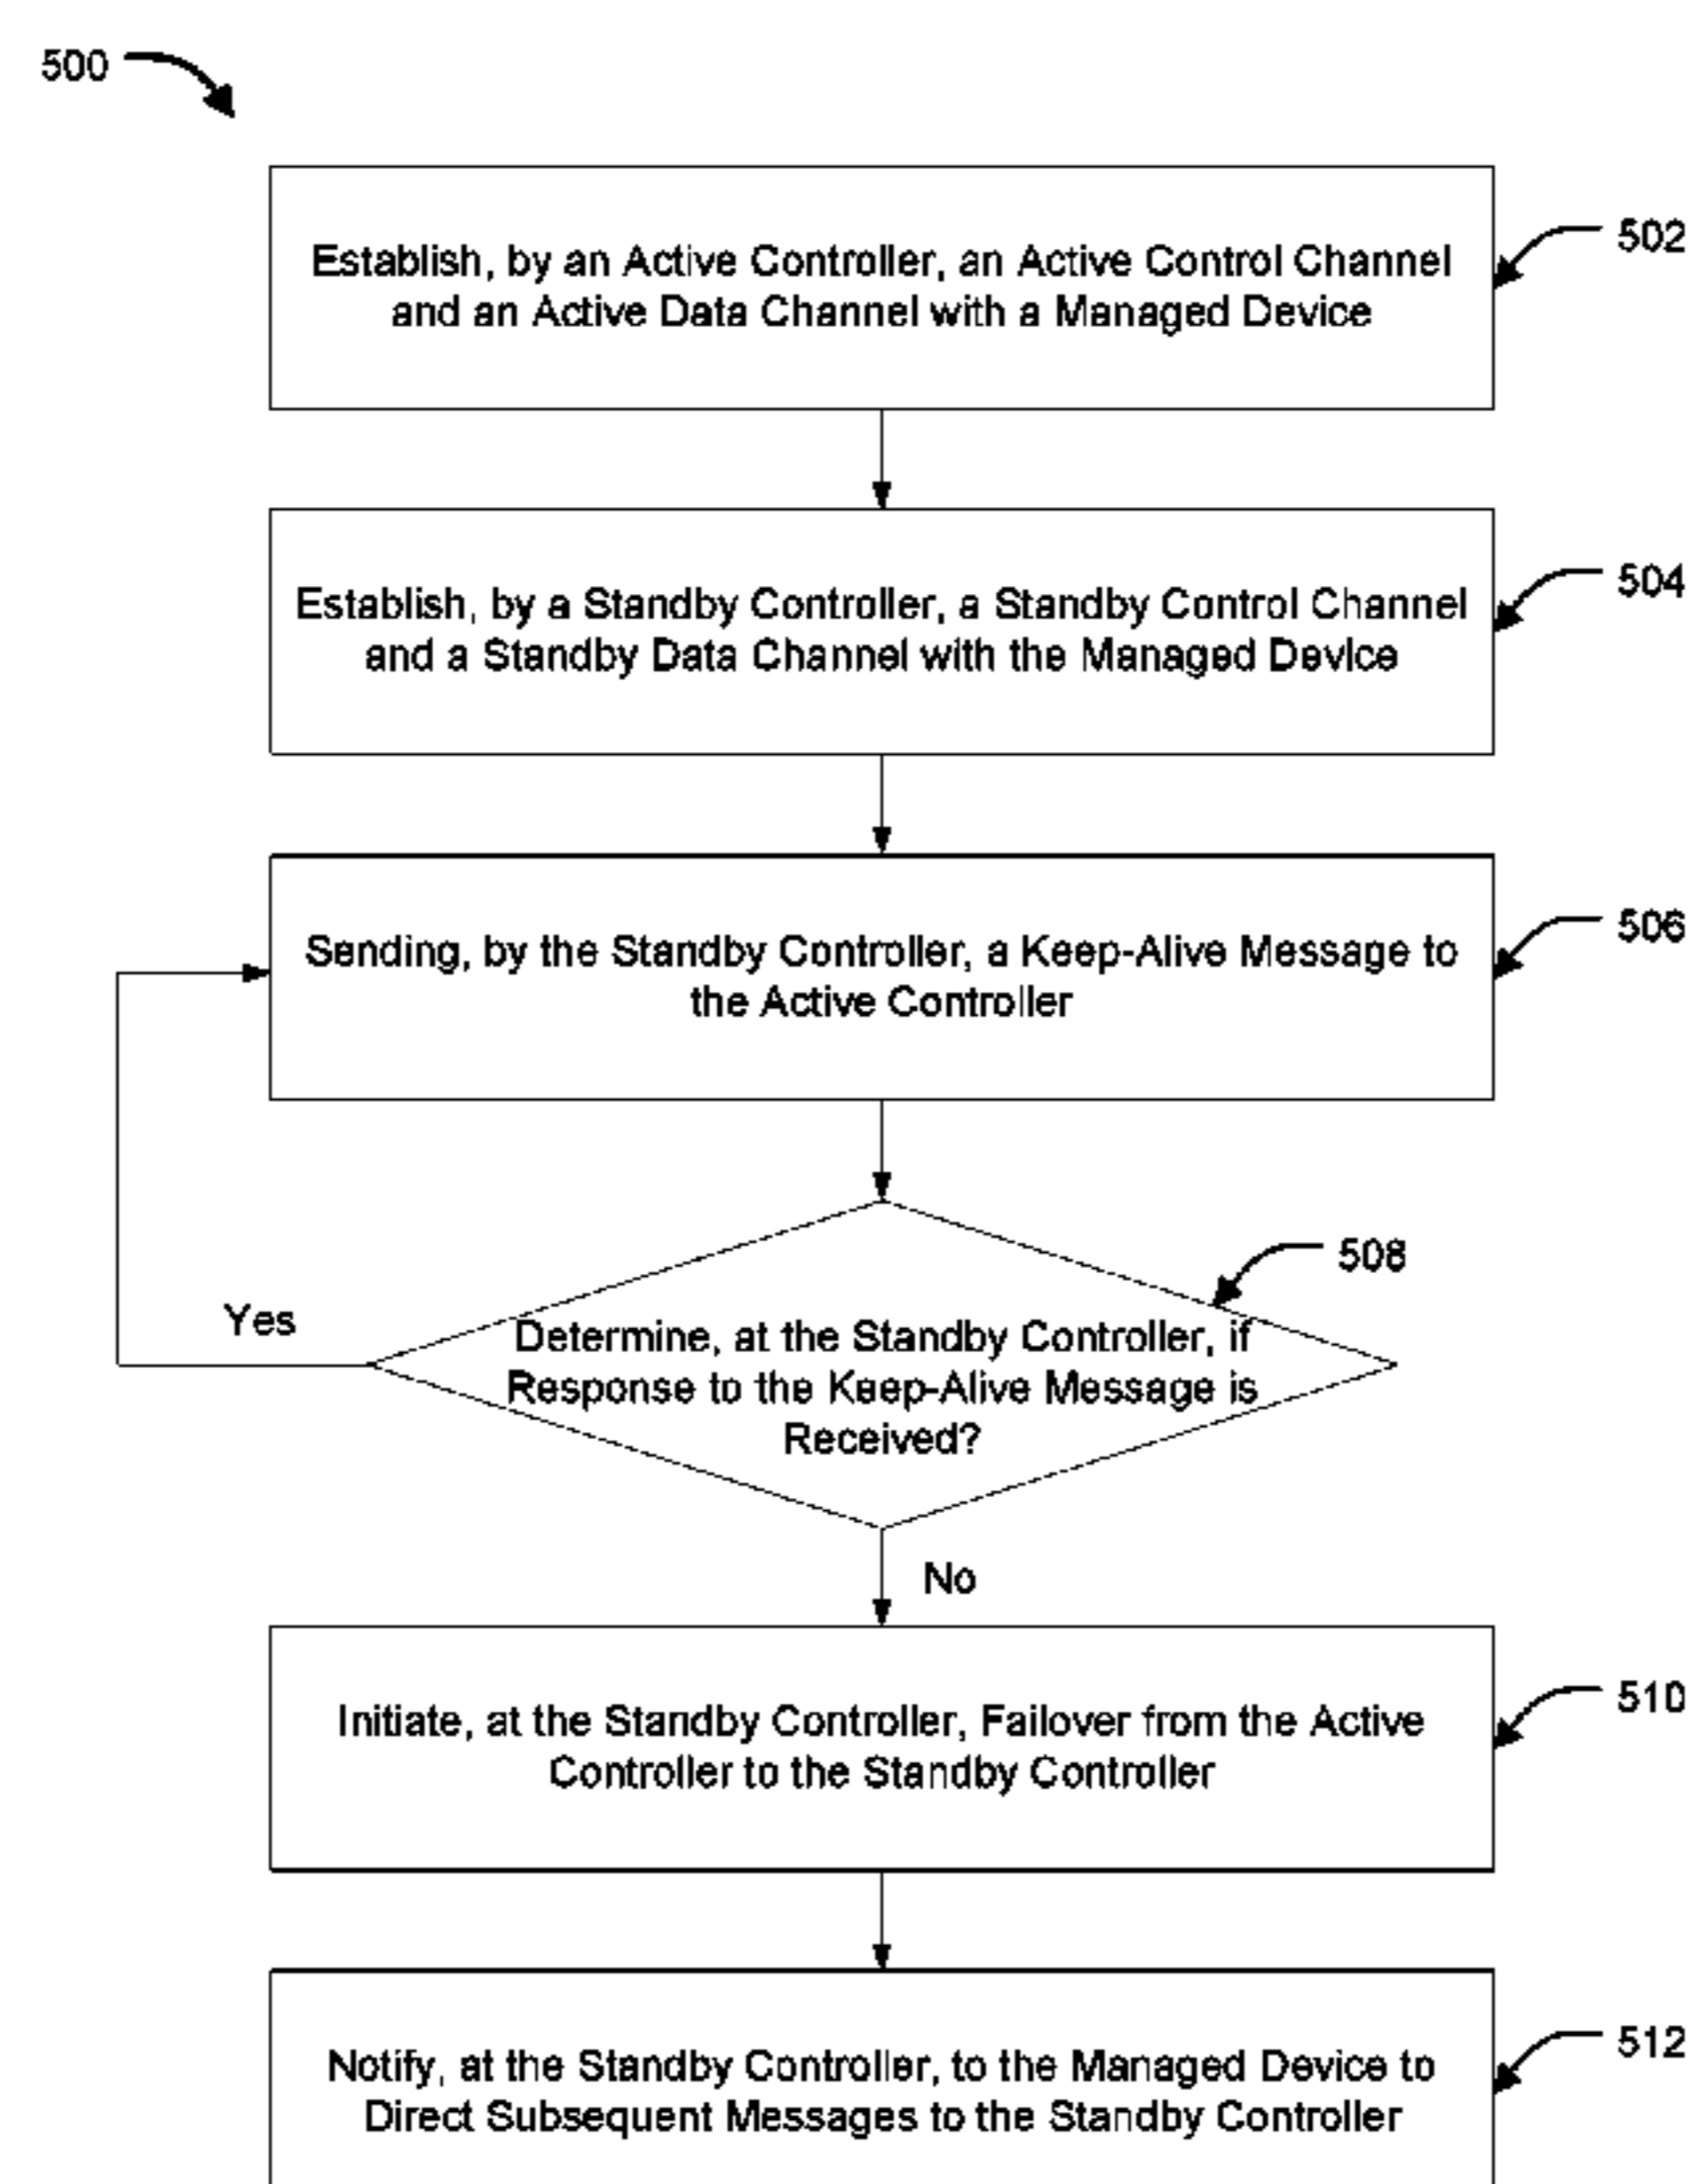 500
Establish, by an Active Controller, an Active Control Channel
and an Active Data Channel with a Managed Device
502
Establish, by a Standby Controller, a Standby Control Channel
and a Standby Data Channel with the Managed Device
504
Sending, by the Standby Controller, a Keep-Alive Message to
the Active Controller
506
508
Yes
Determine, at the Standby Controller, if
Response to the Keep-Alive Message is
Received?
No
Initiate, at the Standby Controller, Failover from the Active
Controller to the Standby Controller
510
Notify, at the Standby Controller, to the Managed Device to
Direct Subsequent Messages to the Standby Controller
512